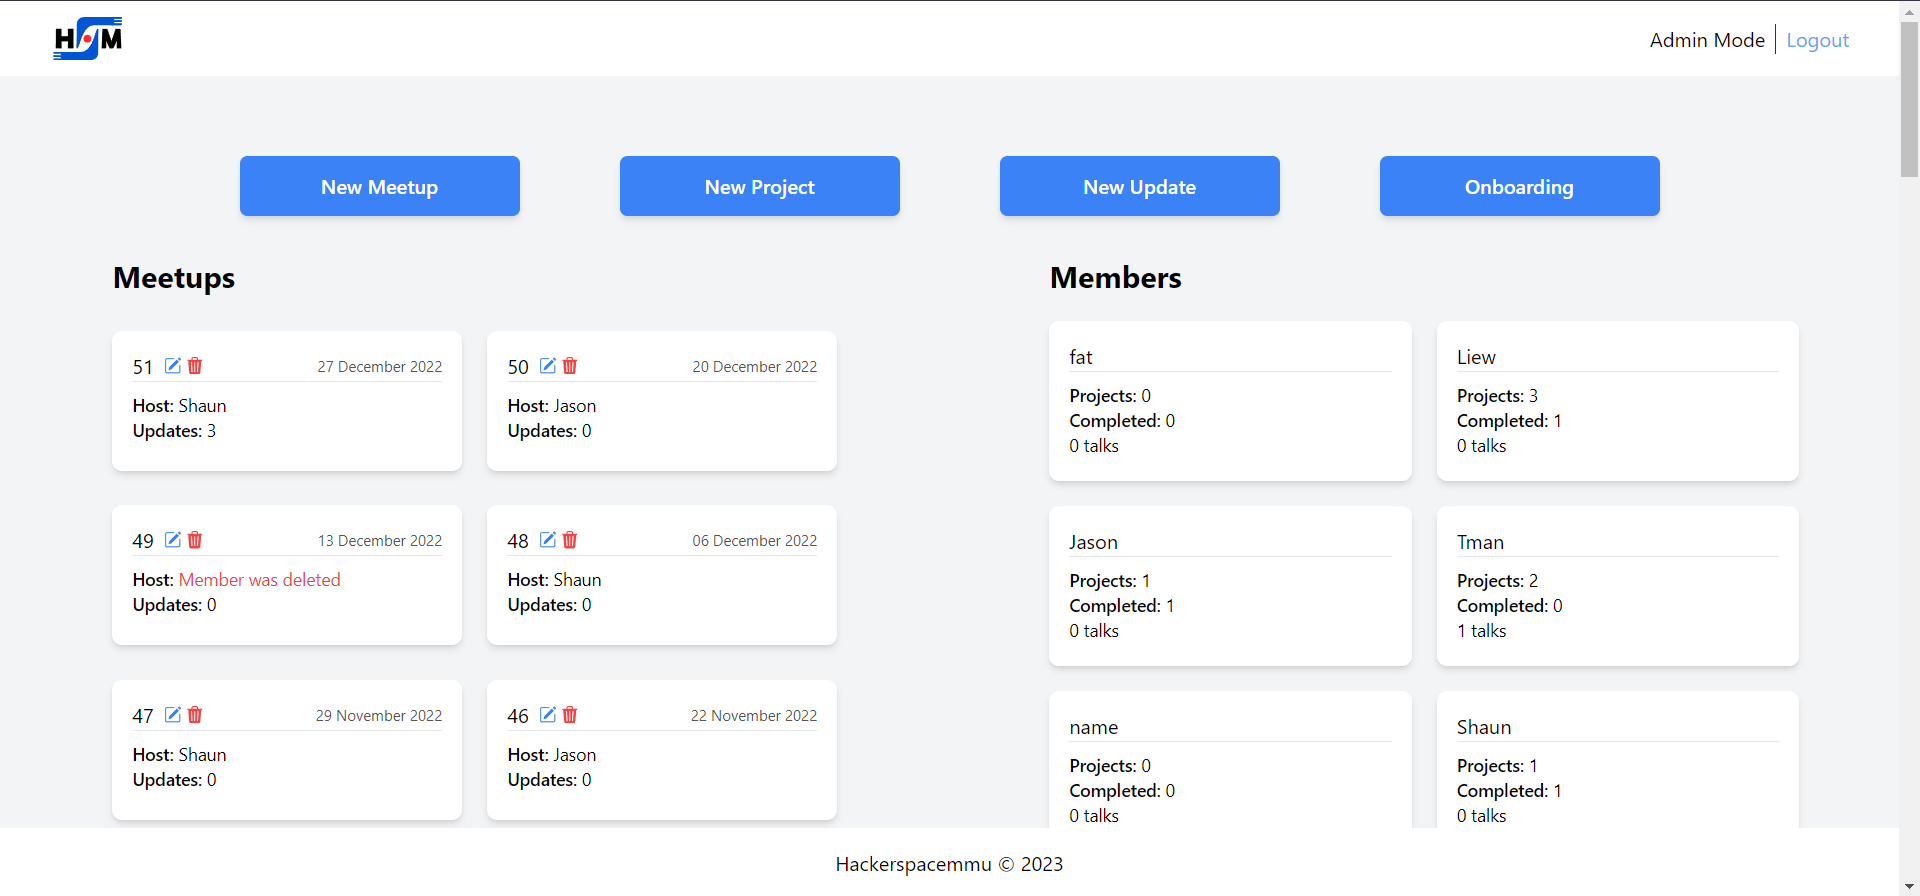 HSM
Admin Mode
Logout
New Meetup
New Project
New Update
Onboarding
Meetups
51
27 December 2022
Host: Shaun
Updates: 3
50
20 December 2022
Host: Jason
Updates: 0
49
13 December 2022
Host: Member was deleted
Updates: 0
48
06 December 2022
Host: Shaun
Updates: 0
47
29 November 2022
Host: Shaun
Updates: 0
46
22 November 2022
Host: Jason
Updates: 0
Members
fat
Projects: 0
Completed: 0
0 talks
Liew
Projects: 3
Completed: 1
0 talks
Jason
Projects: 1
Completed: 1
0 talks
Tman
Projects: 2
Completed: 0
1 talks
name
Projects: 0
Completed: 0
0 talks
Shaun
Projects: 1
Completed: 1
0 talks
Hackerspacemmu © 2023